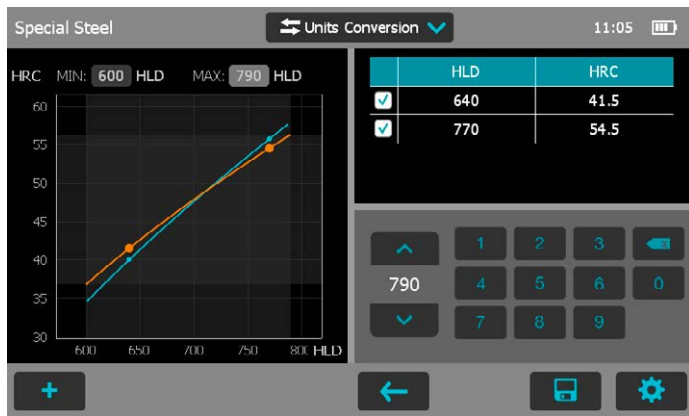 Special Steel
Units Conversion
11:05
HRC MIN: 600 HLD MAX: 790 HLD
60
55
50
45
40
35
30
600 650 700 750 80( HLD
HLD HRC
640 41.5
770 54.5
1 2 3
790
4 5 6 0
7 8 9